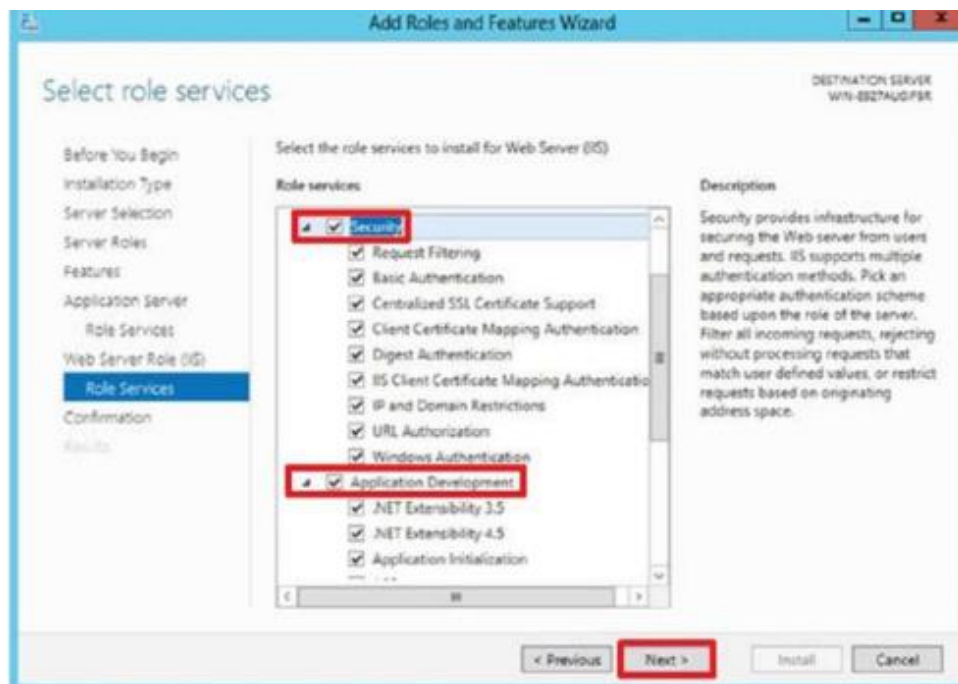 Add Roles and Features Wizard
Select role services
DESTINATION SERVER
Before You Begin
Installation Type
Server Selection
Server Roles
Features
Application Server
Role Services
Web Server Role (IIS)
Role Services
Confirmation
Results
Select the role services to install for Web Server (IIS)
Role services
Security
Request Filtering
Basic Authentication
Centralized SSL Certificate Support
Client Certificate Mapping Authentication
Digest Authentication
IIS Client Certificate Mapping Authenticatio
IP and Domain Restrictions
URL Authorization
Windows Authentication
Application Development
.NET Extensibility 3.5
.NET Extensibility 4.5
Application Initialization
Description
Security provides infrastructure for
securing the Web server from users
and requests. IIS supports multiple
authentication methods. Pick an
appropriate authentication scheme
based upon the role of the server.
Filter all incoming requests, rejecting
without processing requests that
match user defined values, or restrict
requests based on originating
address space.
< Previous
Next >
Install
Cancel